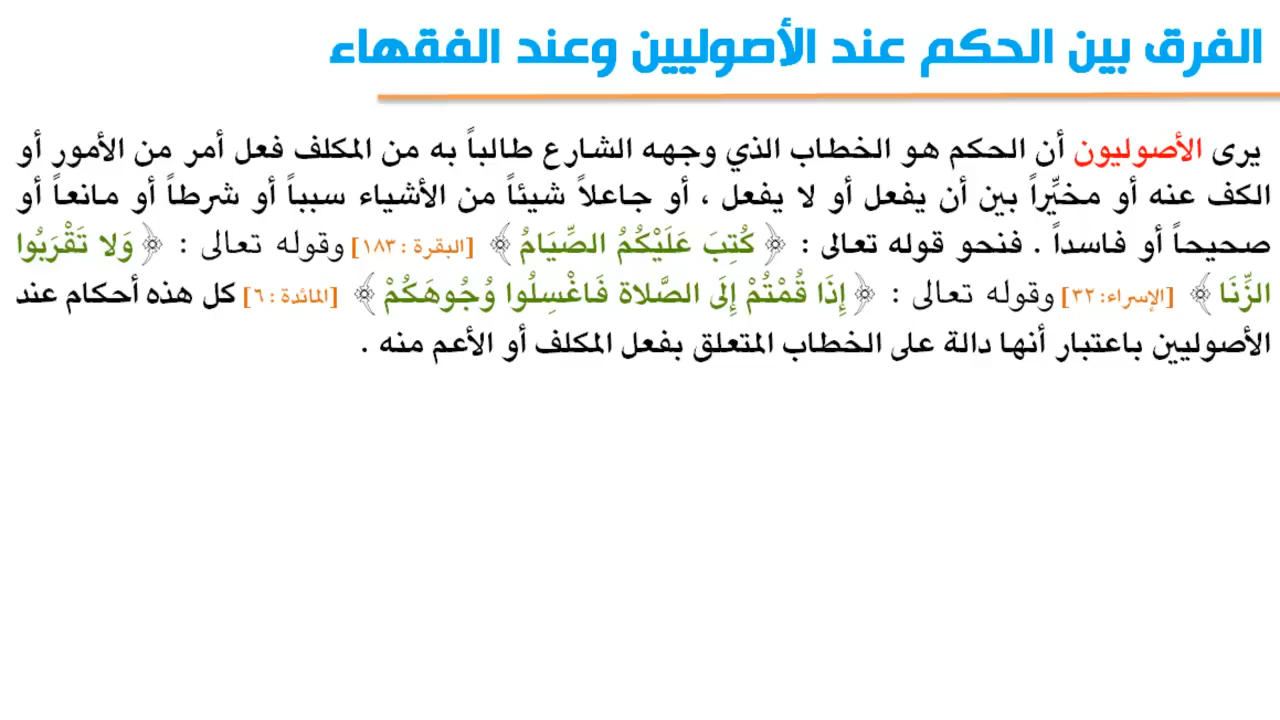 الفرق بين الحكم عند الأصوليين وعند الفقهاء
يرى الأصوليون أن الحكم هو الخطاب الذي وجهه الشارع طالباً به من المكلف فعل أمر من الأمور أو
الكف عنه أو مخيِّراً بين أن يفعل أو لا يفعل ، أو جاعلاً شيئاً من الأشياء سبباً أو شرطاً أو مانعاً أو
صحيحاً أو فاسداً . فنحو قوله تعالى : ﴿ كُتِبَ عَلَيْكُمُ الصِّيَامُ ﴾ [البقرة : ١٨٣] وقوله تعالى : ﴿ وَلا تَقْرَبُوا
الزِّنَا ﴾ [الإسراء: ٣٢] وقوله تعالى : ﴿ إِذَا قُمْتُمْ إِلَى الصَّلاة فَاغْسِلُوا وُجُوهَكُمْ ﴾ [المائدة : ٦] كل هذه أحكام عند
الأصوليين باعتبار أنها دالة على الخطاب المتعلق بفعل المكلف أو الأعم منه .